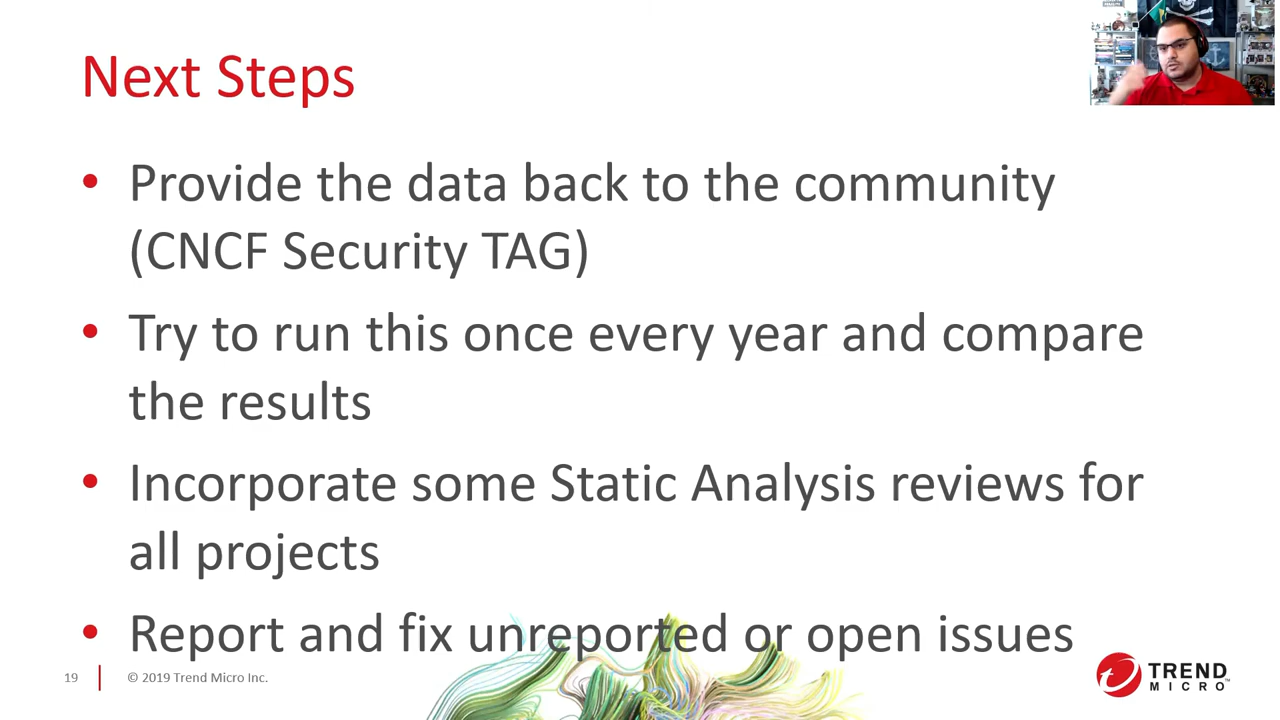 Next Steps
• Provide the data back to the community
(CNCF Security TAG)
• Try to run this once every year and compare
the results
• Incorporate some Static Analysis reviews for
all projects
• Report and fix unreported or open issues
19
© 2019 Trend Micro Inc.
TREND
MICRO™